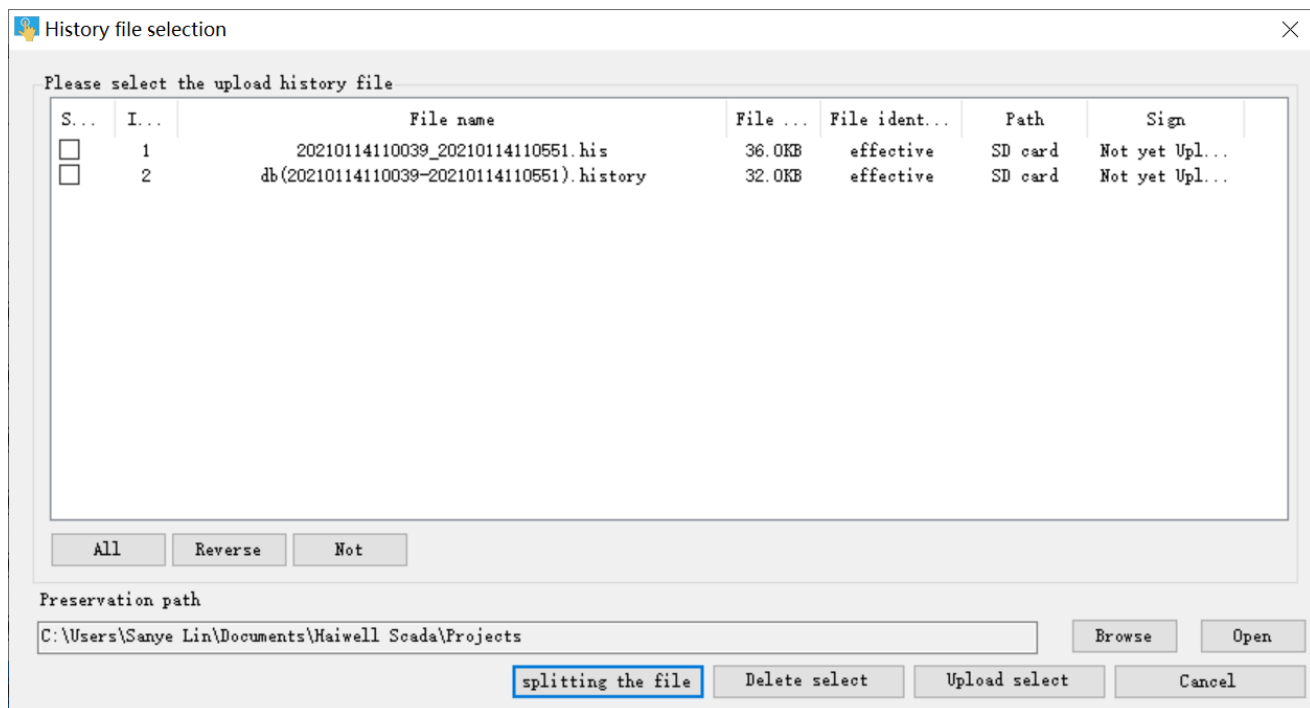 History file selection
Please select the upload history file
S... I... File name File ... File ident... Path Sign
1 20210114110039_20210114110551.his 36.0KB effective SD card Not yet Upl...
2 db(20210114110039-20210114110551).history 32.0KB effective SD card Not yet Upl...
All Reverse Not
Preservation path
C:\Users\Sanye Lin\Documents\Haiwell Scada\Projects Browse Open
splitting the file Delete select Upload select Cancel